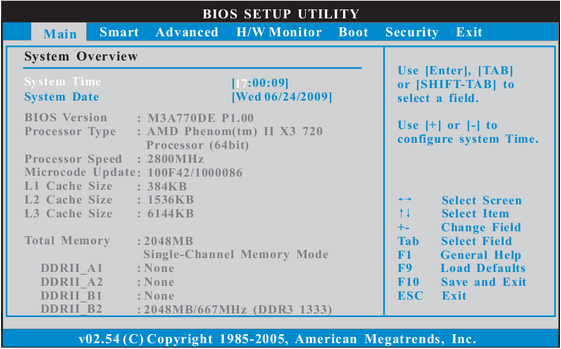 BIOS SETUP UTILITY
Main Smart Advanced H/W Monitor Boot Security Exit
System Overview
System Time [17:00:09]
System Date [Wed 06/24/2009]
BIOS Version : M3A770DE P1.00
Processor Type : AMD Phenom(tm) II X3 720
Processor (64bit)
Processor Speed : 2800MHz
Microcode Update: 100F42/1000086
L1 Cache Size : 384KB
L2 Cache Size : 1536KB
L3 Cache Size : 6144KB
Total Memory : 2048MB
Single-Channel Memory Mode
DDRII_A1 : None
DDRII_A2 : None
DDRII_B1 : None
DDRII_B2 : 2048MB/667MHz (DDR3 1333)
Use [Enter], [TAB]
or [SHIFT-TAB] to
select a field.
Use [+] or [-] to
configure system Time.
←→ Select Screen
↑↓ Select Item
+- Change Field
Tab Select Field
F1 General Help
F9 Load Defaults
F10 Save and Exit
ESC Exit
v02.54 (C) Copyright 1985-2005, American Megatrends, Inc.